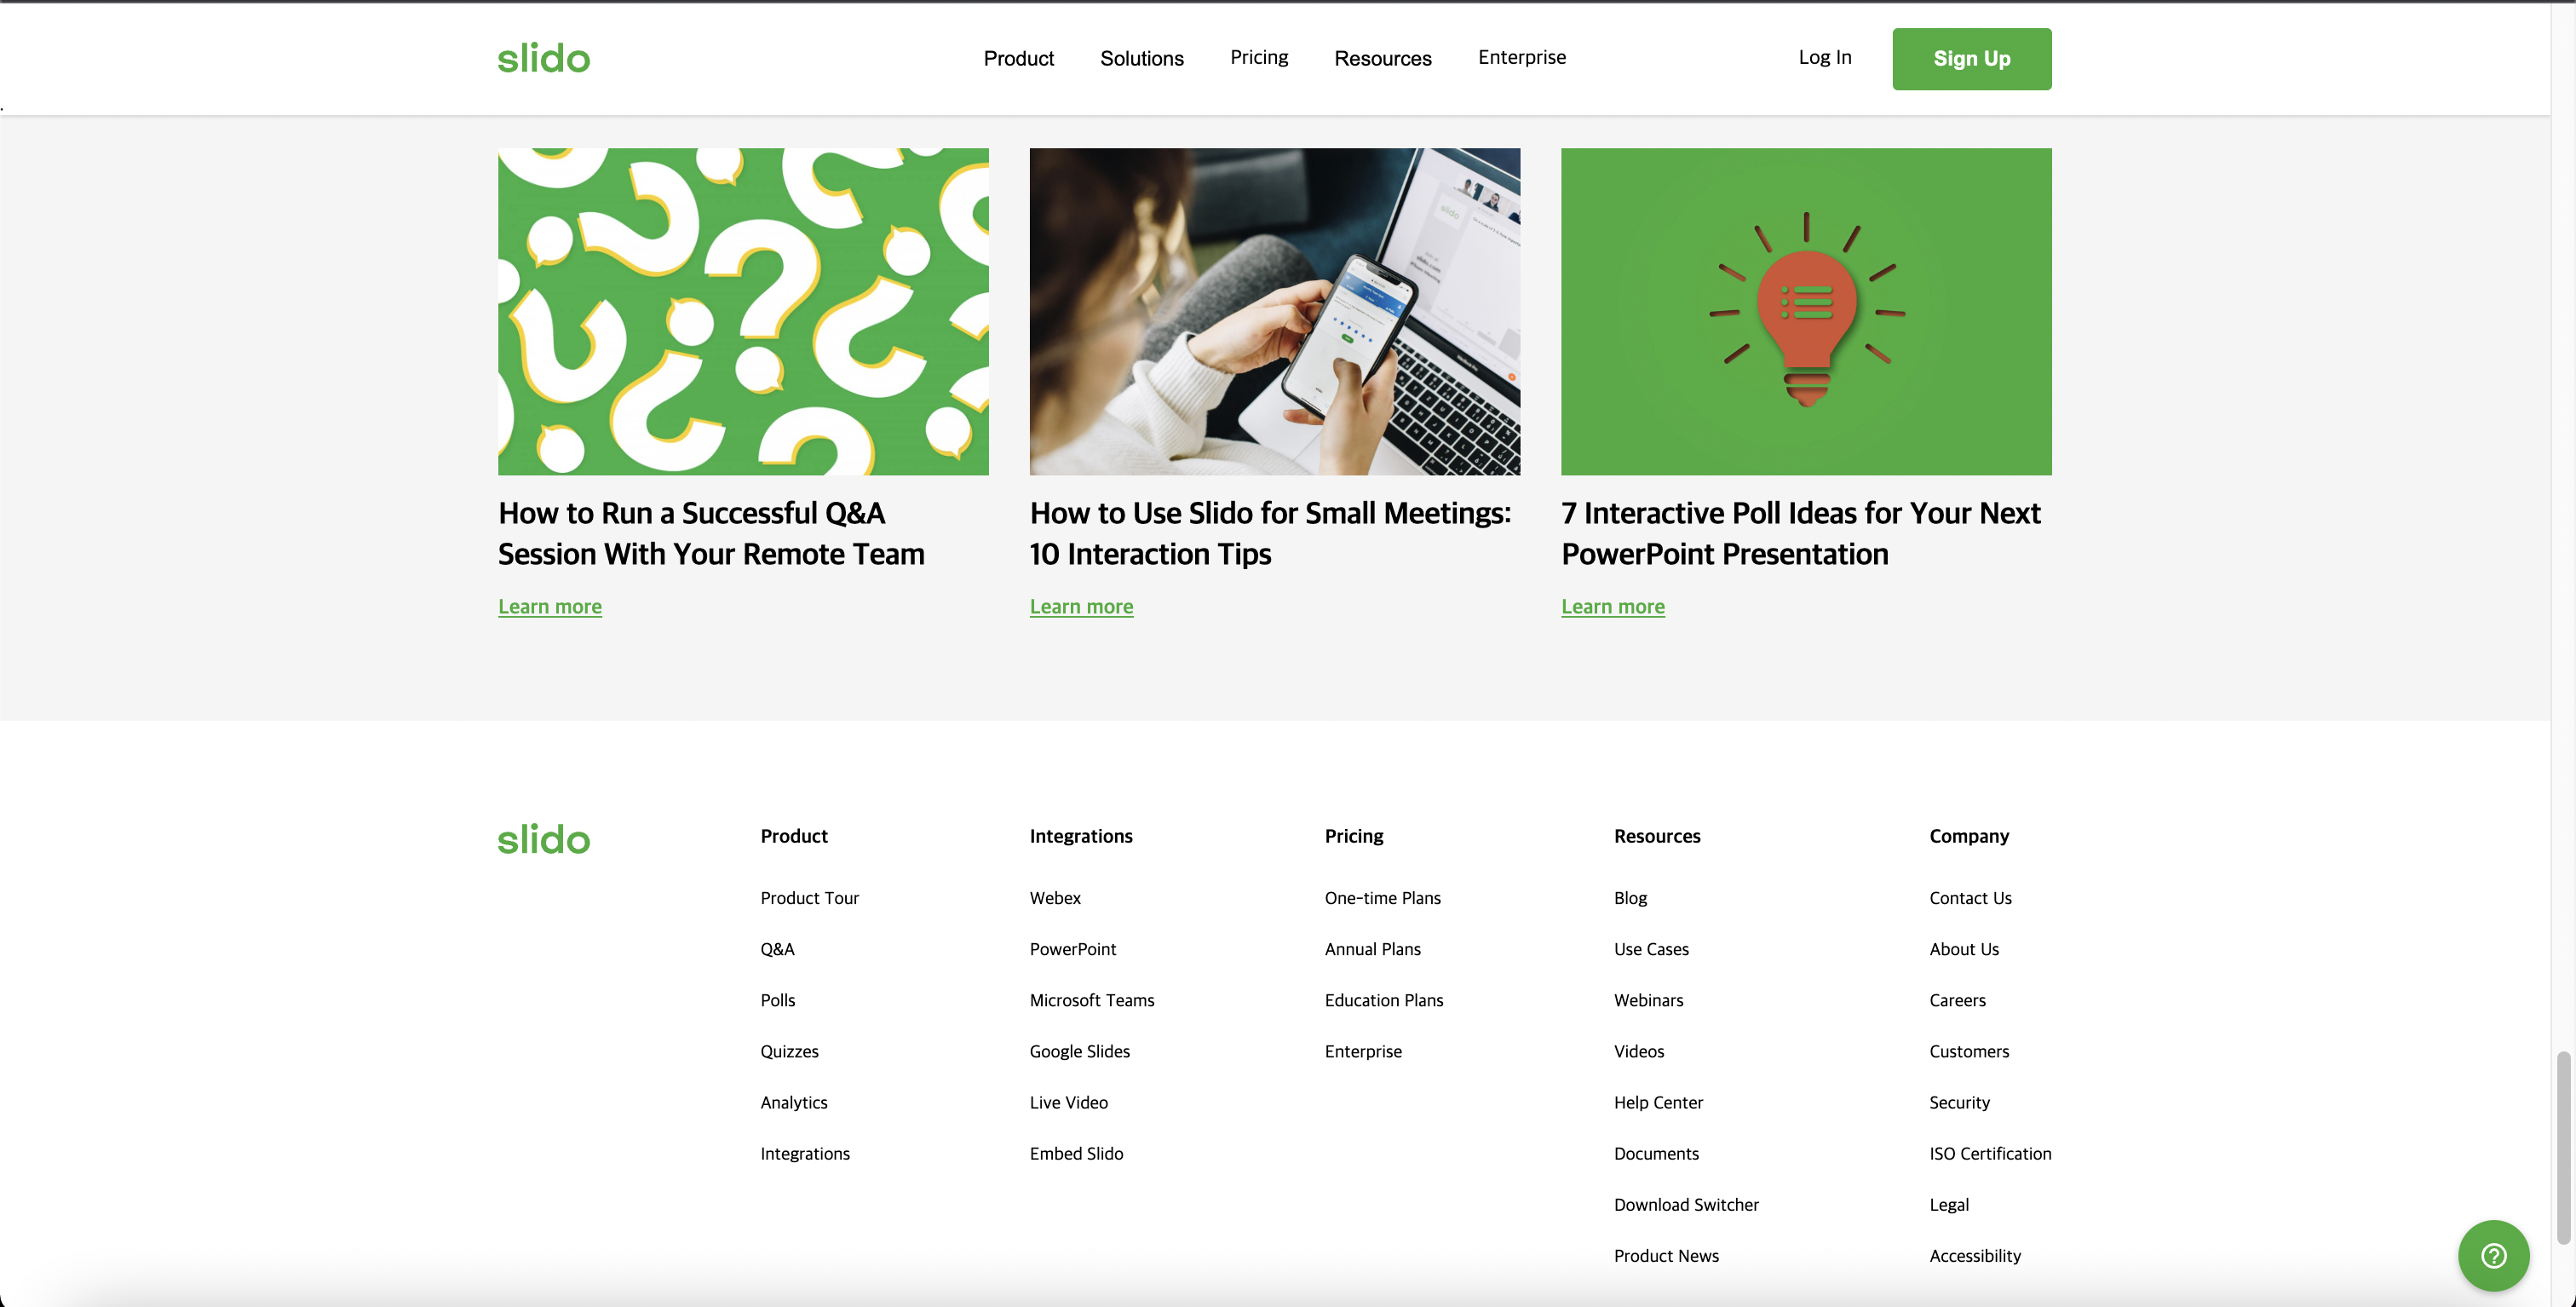 slido
Product Solutions Pricing Resources Enterprise
Log In
Sign Up
How to Run a Successful Q&A
Session With Your Remote Team
Learn more
How to Use Slido for Small Meetings:
10 Interaction Tips
Learn more
7 Interactive Poll Ideas for Your Next
PowerPoint Presentation
Learn more
slido
Product
Product Tour
Q&A
Polls
Quizzes
Analytics
Integrations
Integrations
Webex
PowerPoint
Microsoft Teams
Google Slides
Live Video
Embed Slido
Pricing
One-time Plans
Annual Plans
Education Plans
Enterprise
Resources
Blog
Use Cases
Webinars
Videos
Help Center
Documents
Download Switcher
Product News
Company
Contact Us
About Us
Careers
Customers
Security
ISO Certification
Legal
Accessibility